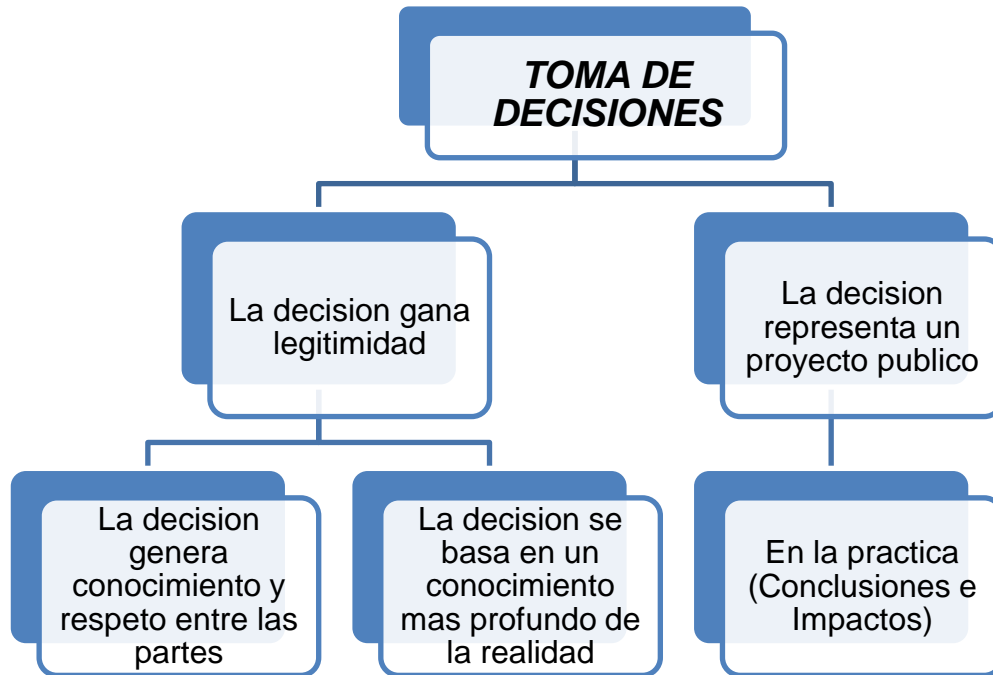 TOMA DE
DECISIONES
La decision gana
legitimidad
La decision
representa un
proyecto publico
La decision
genera
conocimiento y
respeto entre las
partes
La decision se
basa en un
conocimiento
mas profundo de
la realidad
En la practica
(Conclusiones e
Impactos)